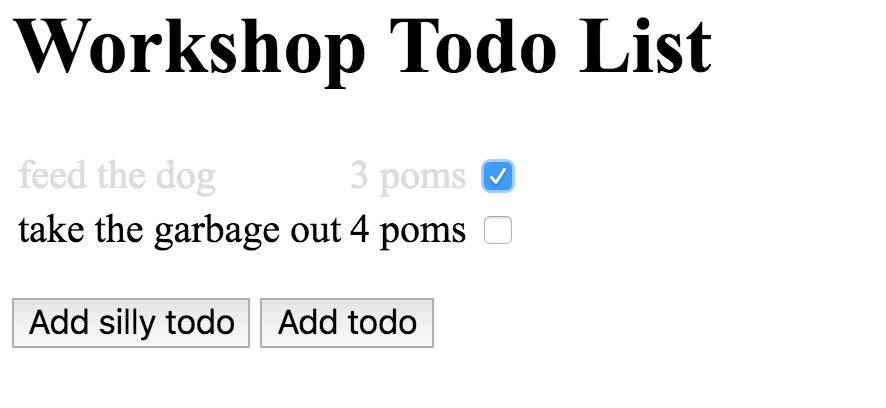 Workshop Todo List
feed the dog 3 poms
take the garbage out 4 poms
Add silly todo Add todo